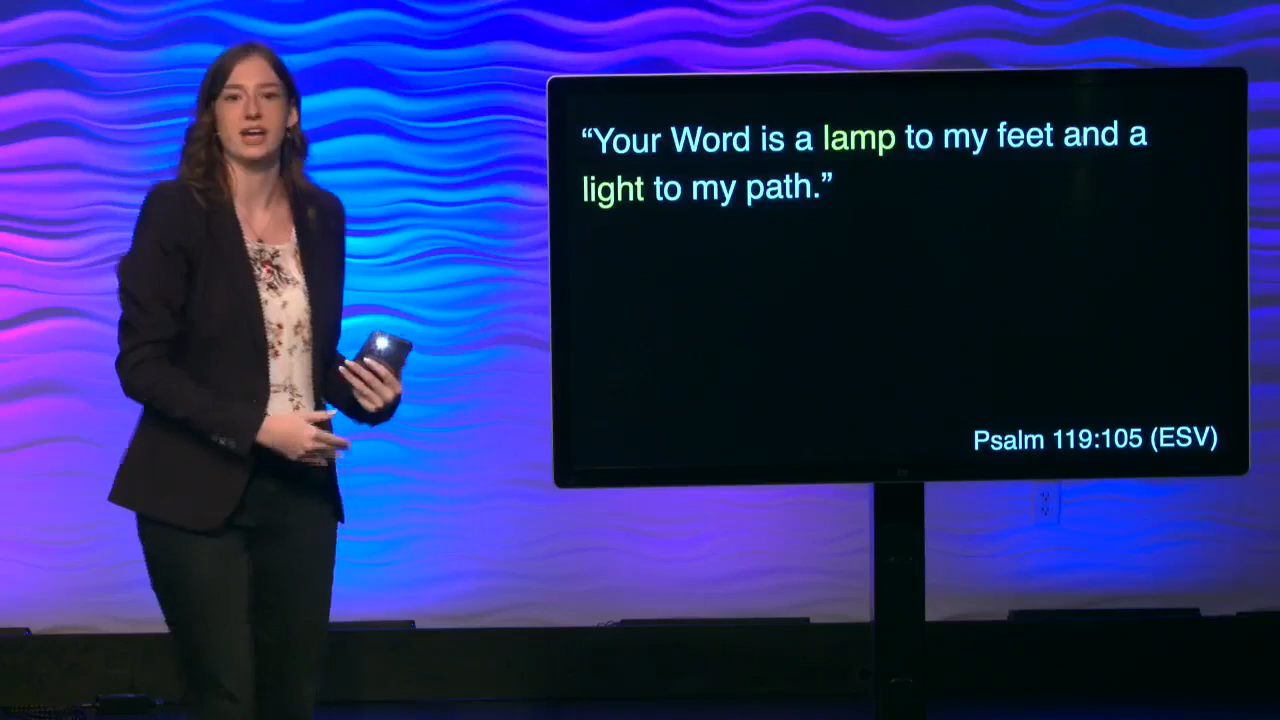 “Your Word is a lamp to my feet and a
light to my path.”
Psalm 119:105 (ESV)